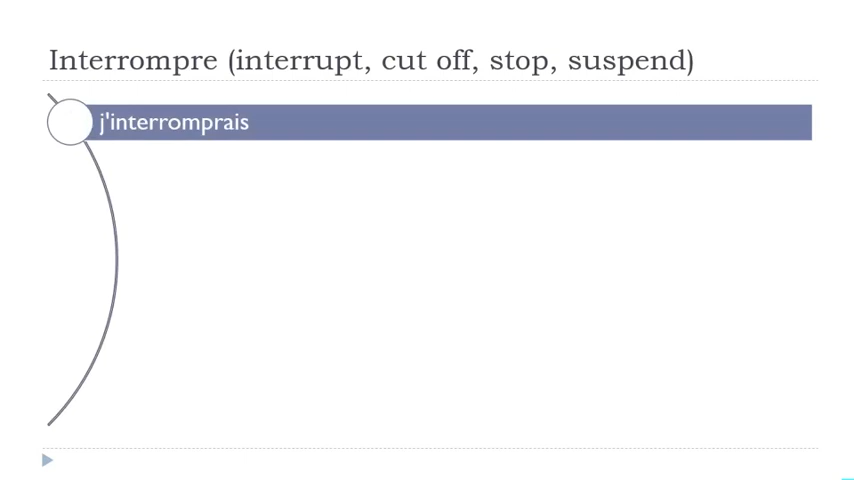 Interrompre (interrupt, cut off, stop, suspend)
j'interromprais